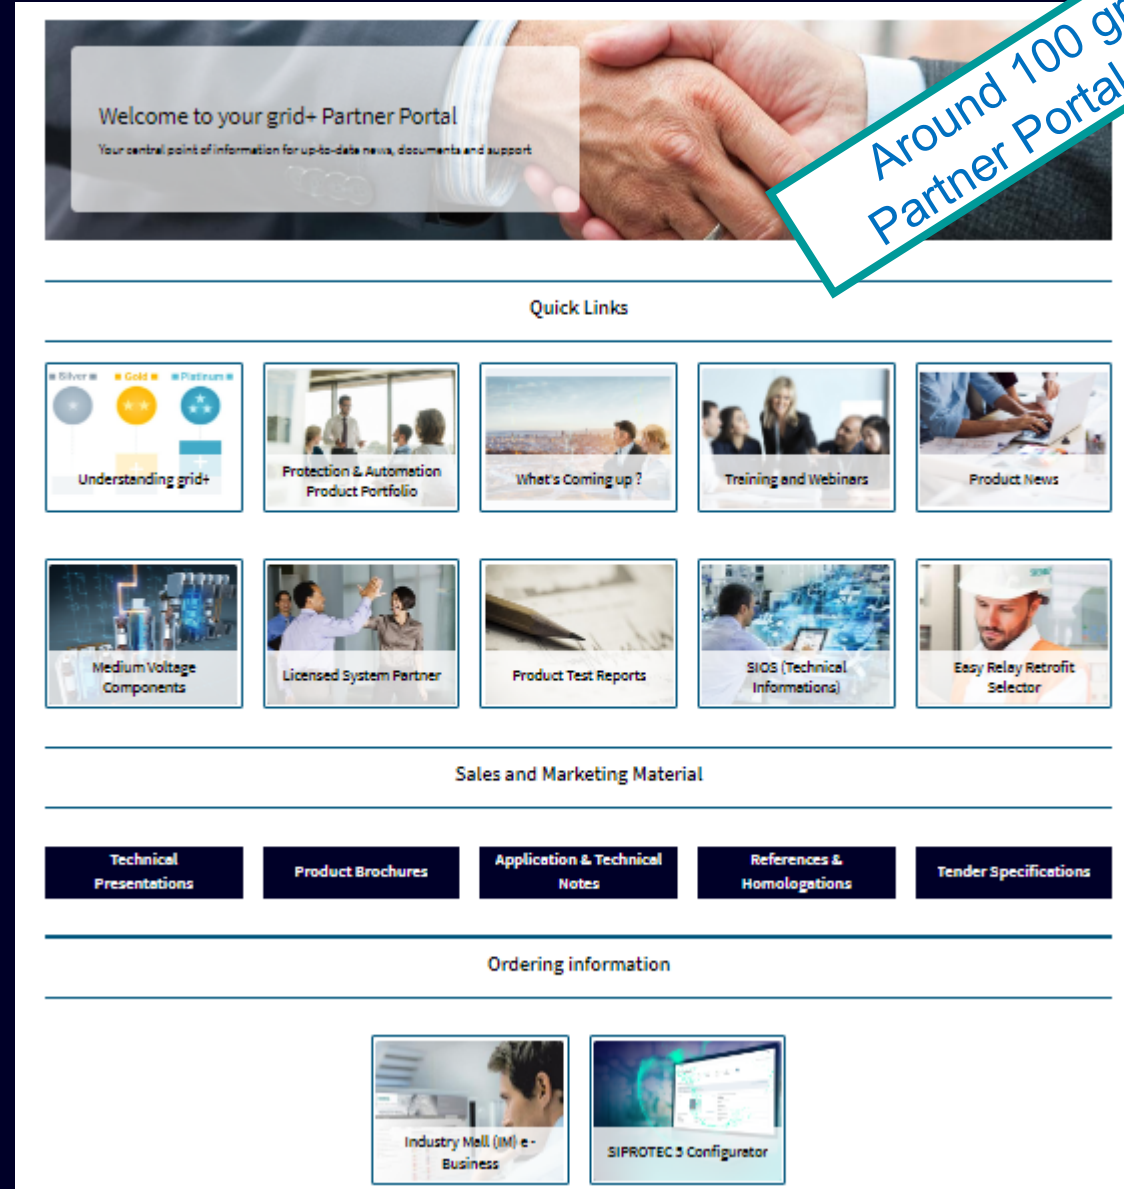 Around 100
Partner Portal
Welcome to your grid+ Partner Portal
Your central point of information for up-to-date news, documents and support
Quick Links
Silver
Gold
Platinum
Understanding grid+
Protection & Automation
Product Portfolio
What's Coming up ?
Training and Webinars
Product News
Medium Voltage
Components
Licensed System Partner
Product Test Reports
SIOS (Technical
Informations)
Easy Relay Retrofit
Selector
Sales and Marketing Material
Technical
Presentations
Product Brochures
Application & Technical
Notes
References &
Homologations
Tender Specifications
Ordering information
Industry Mall (IM) e-
Business
SIPROTEC 5 Configurator